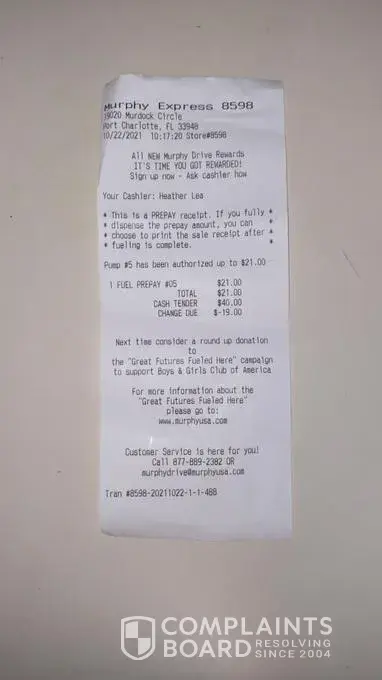 Murphy Express 8598
19020 Murdock Circle
Port Charlotte, FL 33948
10/22/2021 10:17:20 Store#8598
All NEW Murphy Drive Rewards
IT'S TIME YOU GOT REWARDED!
Sign up now - Ask cashier how
Your Cashier: Heather Lea
* This is a PREPAY receipt. If you fully *
* dispense the prepay amount, you can *
* choose to print the sale receipt after *
* fueling is complete. *
Pump #5 has been authorized up to $21.00
1 FUEL PREPAY #05 $21.00
TOTAL $21.00
CASH TENDER $40.00
CHANGE DUE $-19.00
Next time consider a round up donation
to
the "Great Futures Fueled Here" campaign
to support Boys & Girls Club of America
For more information about the
"Great Futures Fueled Here"
please go to:
www.murphyusa.com
Customer Service is here for you!
Call 877-889-2382 OR
murphydrive@murphyusa.com
Tran #8598-20211022-1-1-488
COMPLAINTS
BOARD RESOLVING
SINCE 2004